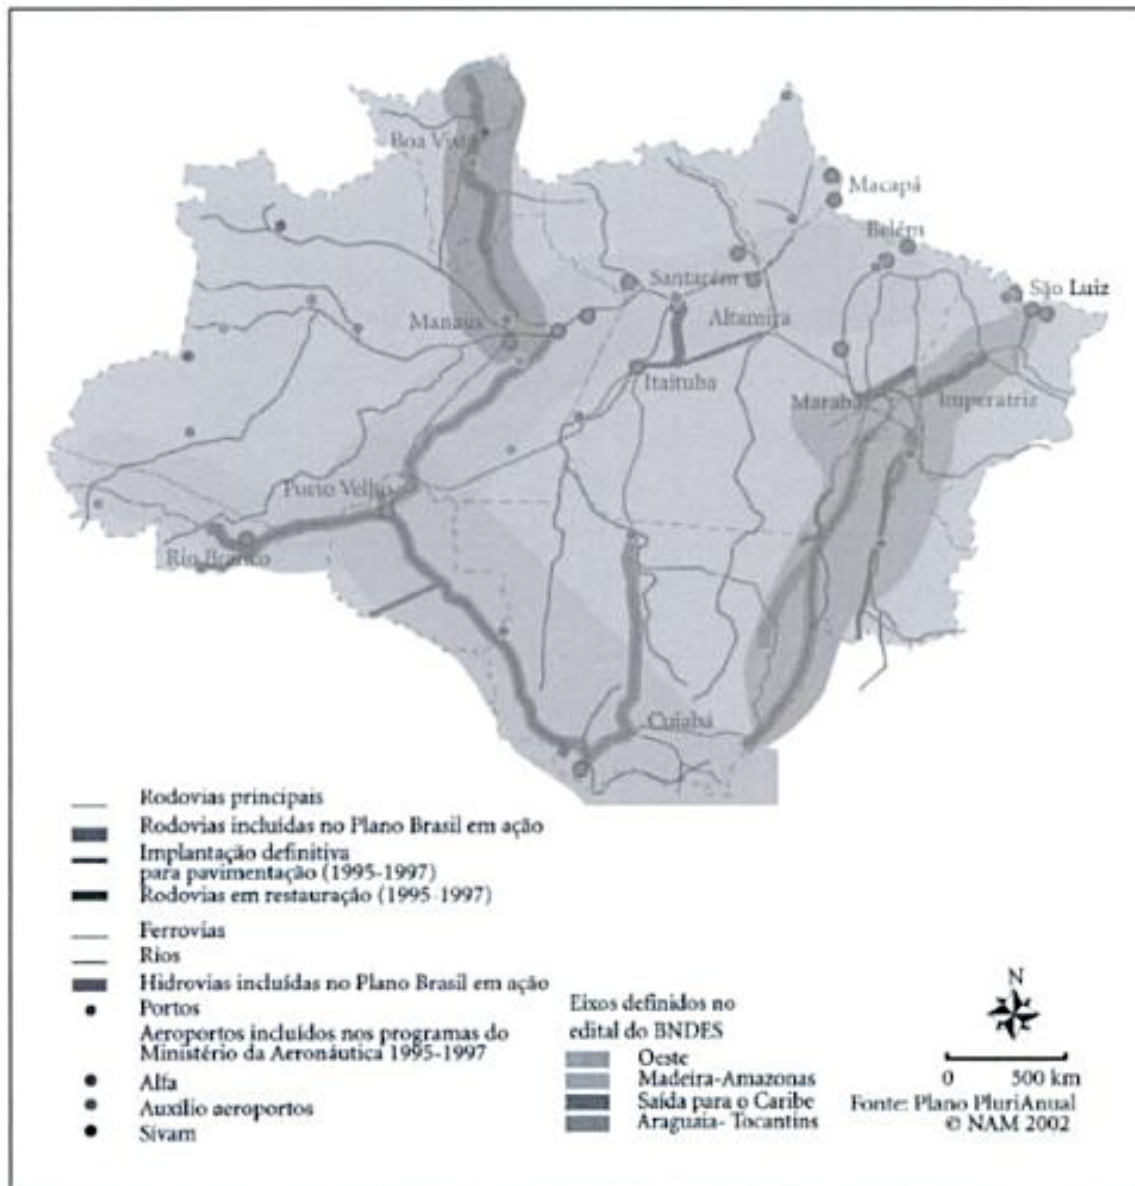 Boa Vista
Macapá
Belém
Santarém
São Luiz
Manaus
Altamira
Itaituba
Marabá
Imperatriz
Porto Velho
Rio Branco
Cuiabá
Rodovias principais
Rodovias incluídas no Plano Brasil em ação
Implantação definitiva
para pavimentação (1995-1997)
Rodovias em restauração (1995-1997)
Ferrovias
Rios
Hidrovias incluídas no Plano Brasil em ação
Portos
Aeroportos incluídos nos programas do
Ministério da Aeronáutica 1995-1997
Alfa
Auxílio aeroportos
Sivam
Eixos definidos no
edital do BNDES
Oeste
Madeira-Amazonas
Saída para o Caribe
Araguaia- Tocantins
N
0 500 km
Fonte: Plano PluriAnual
© NAM 2002